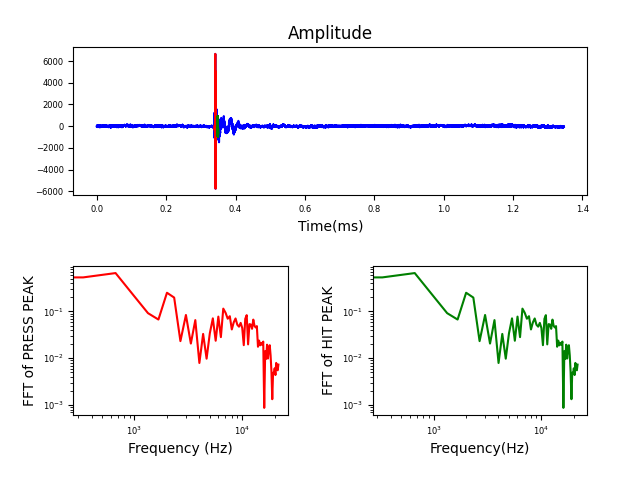 Amplitude
6000
4000
2000
0
−2000
−4000
−6000
0.0 0.2 0.4 0.6 0.8 1.0 1.2 1.4
Time(ms)
FFT of PRESS PEAK
10⁻¹
10⁻²
10⁻³
10³ 10⁴
Frequency (Hz)
FFT of HIT PEAK
10⁻¹
10⁻²
10⁻³
10³ 10⁴
Frequency(Hz)